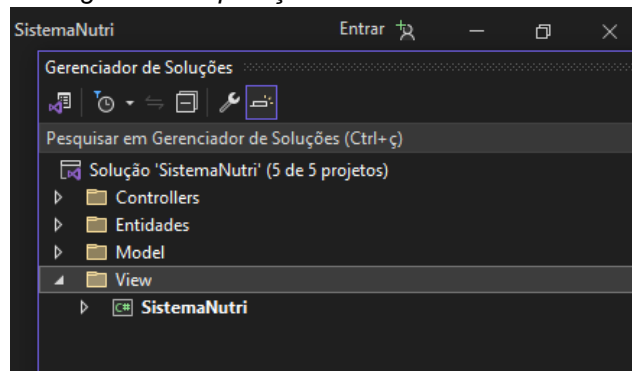 SistemaNutri Entrar
Gerenciador de Soluções
Pesquisar em Gerenciador de Soluções (Ctrl+ç)
Solução 'SistemaNutri' (5 de 5 projetos)
Controllers
Entidades
Model
View
C# SistemaNutri